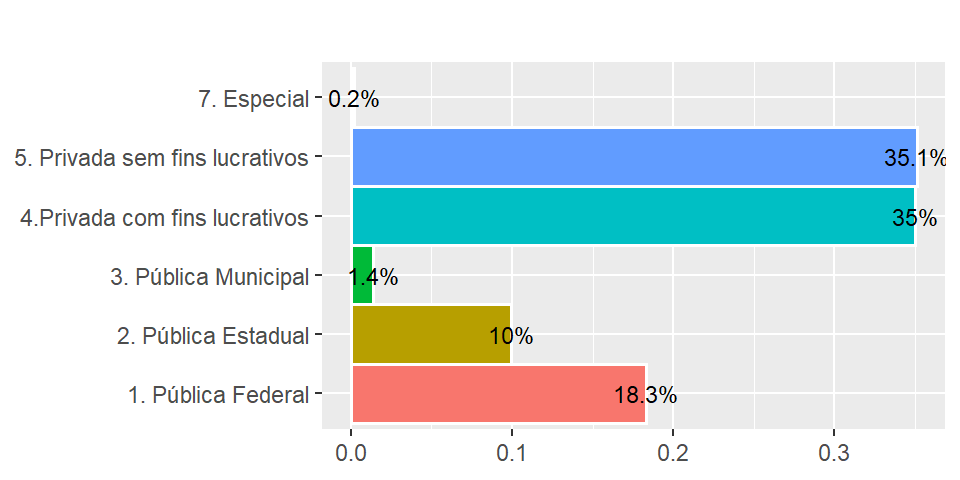 7. Especial 0.2%
5. Privada sem fins lucrativos 35.1%
4.Privada com fins lucrativos 35%
3. Pública Municipal 1.4%
2. Pública Estadual 10%
1. Pública Federal 18.3%
0.0 0.1 0.2 0.3